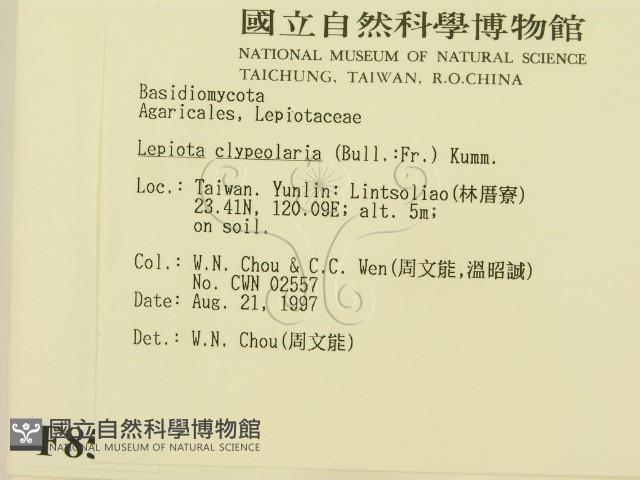 國立自然科學博物館
NATIONAL MUSEUM OF NATURAL SCIENCE
TAICHUNG, TAIWAN, R.O.CHINA
Basidiomycota
Agaricales, Lepiotaceae
Lepiota clypeolaria (Bull.:Fr.) Kumm.
Loc.: Taiwan. Yunlin: Lintsoliao(林厝寮)
23.41N, 120.09E; alt. 5m;
on soil.
Col.: W.N. Chou & C.C. Wen(周文能,溫昭誠)
No. CWN 02557
Date: Aug. 21, 1997
Det.: W.N. Chou(周文能)
國立自然科學博物館
NATIONAL MUSEUM OF NATURAL SCIENCE